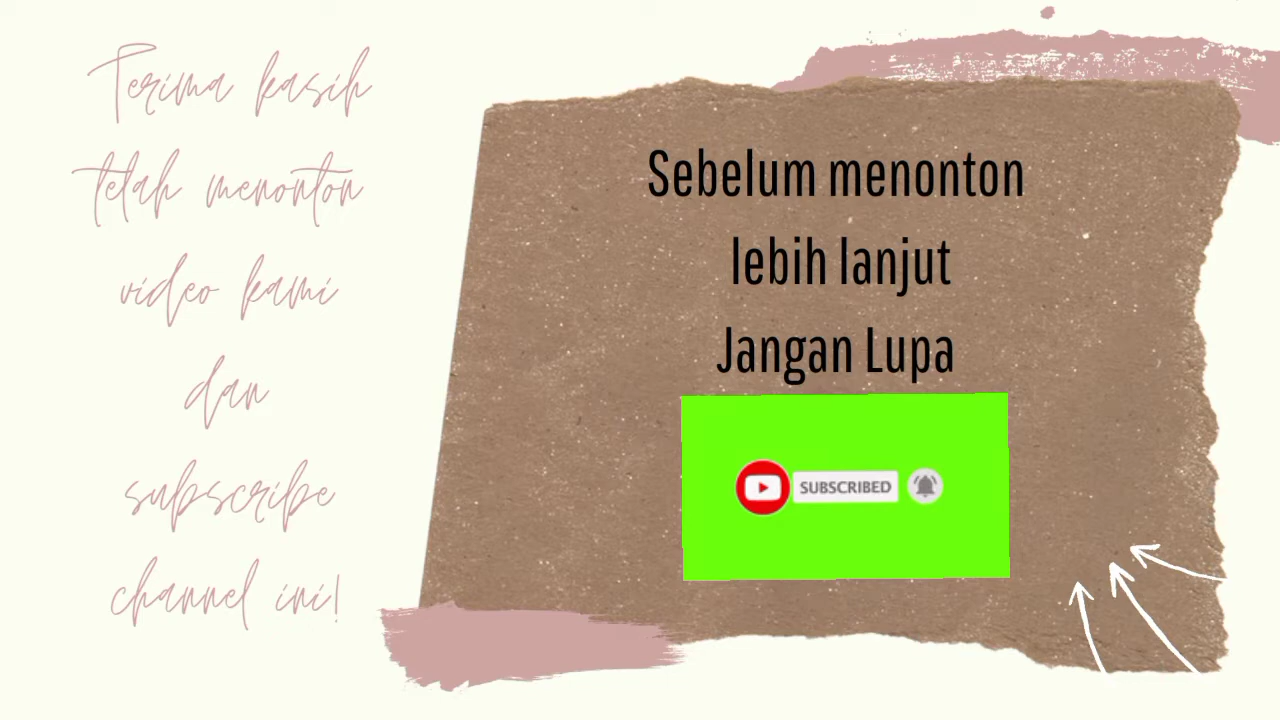 Terima kasih
telah menonton
video kami
dan
subscribe
channel ini!
Sebelum menonton
lebih lanjut
Jangan Lupa
SUBSCRIBED